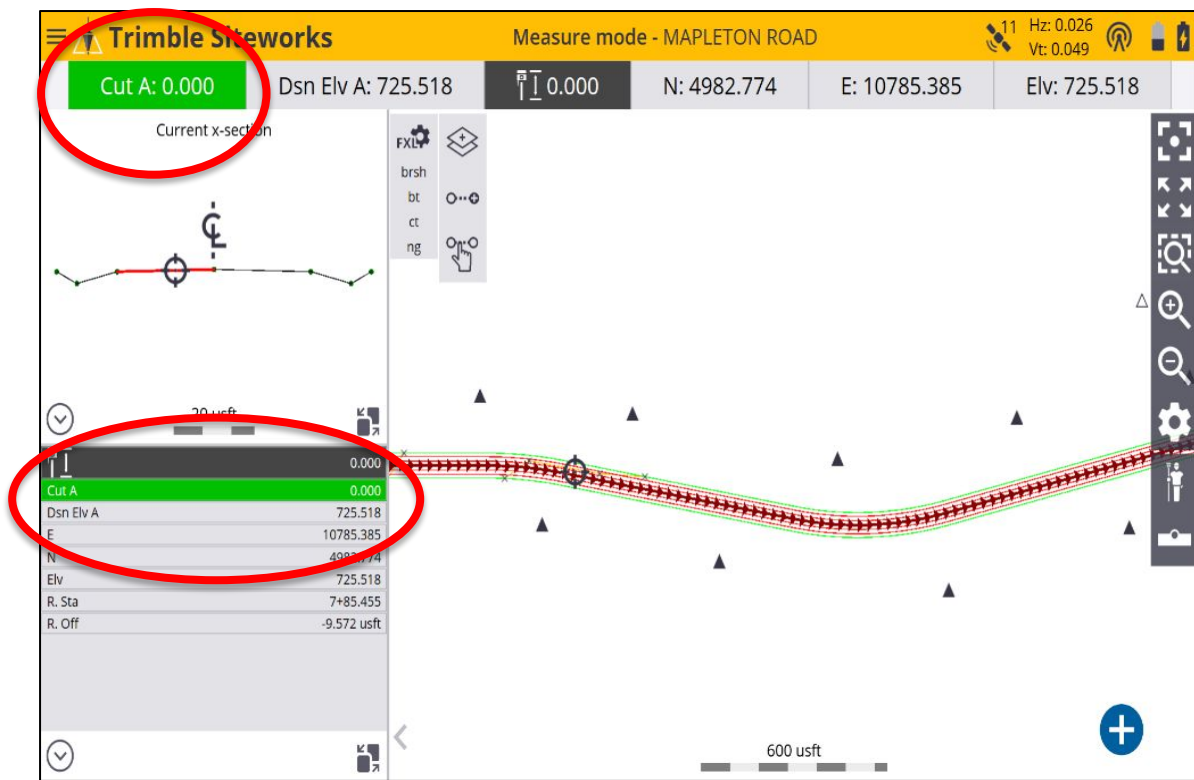 Trimble Siteworks
Measure mode - MAPLETON ROAD
11 Hz: 0.026
Vt: 0.049
Cut A: 0.000 Dsn Elv A: 725.518 0.000 N: 4982.774 E: 10785.385 Elv: 725.518
Current x-section
FXL
brsh
bt
ct
ng
℄
20 usft
0.000
Cut A 0.000
Dsn Elv A 725.518
E 10785.385
N 4982.774
Elv 725.518
R. Sta 7+85.455
R. Off -9.572 usft
600 usft